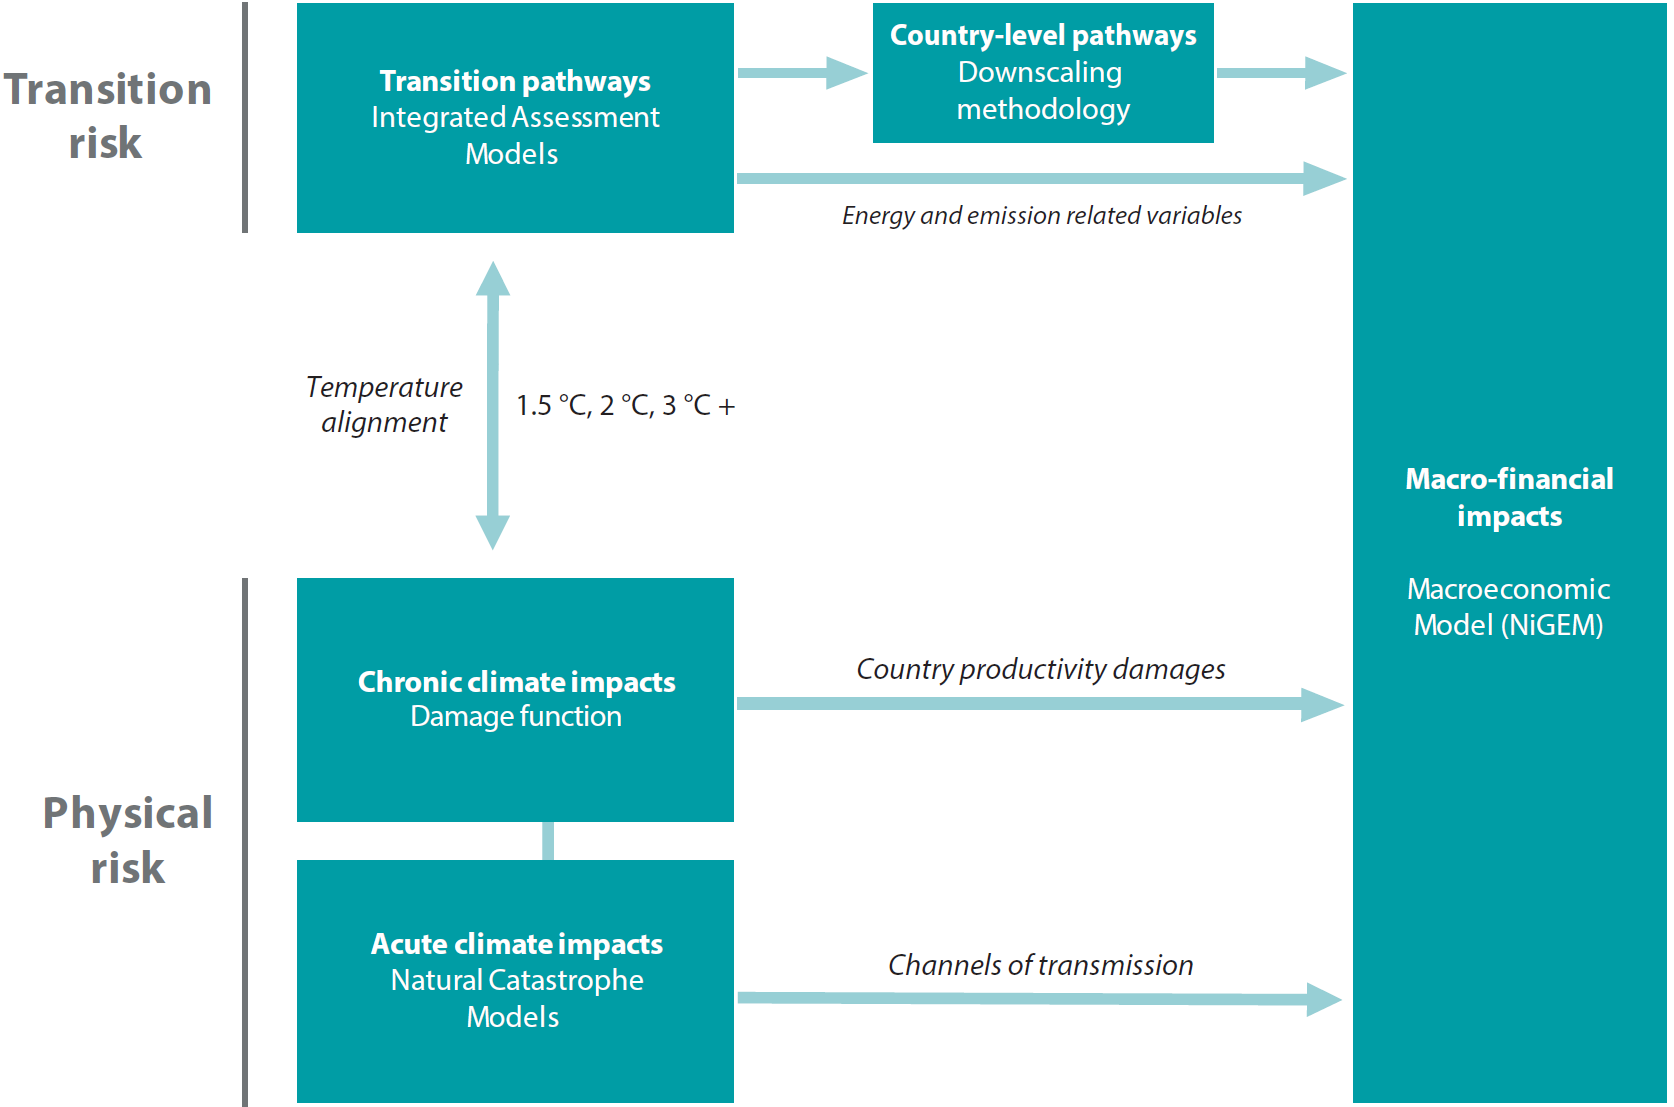 Transition
risk
Transition pathways
Integrated Assessment
Models
Country-level pathways
Downscaling
methodology
Energy and emission related variables
Temperature
alignment
1.5 °C, 2 °C, 3 °C +
Macro-financial
impacts
Macroeconomic
Model (NiGEM)
Physical
risk
Chronic climate impacts
Damage function
Country productivity damages
Acute climate impacts
Natural Catastrophe
Models
Channels of transmission